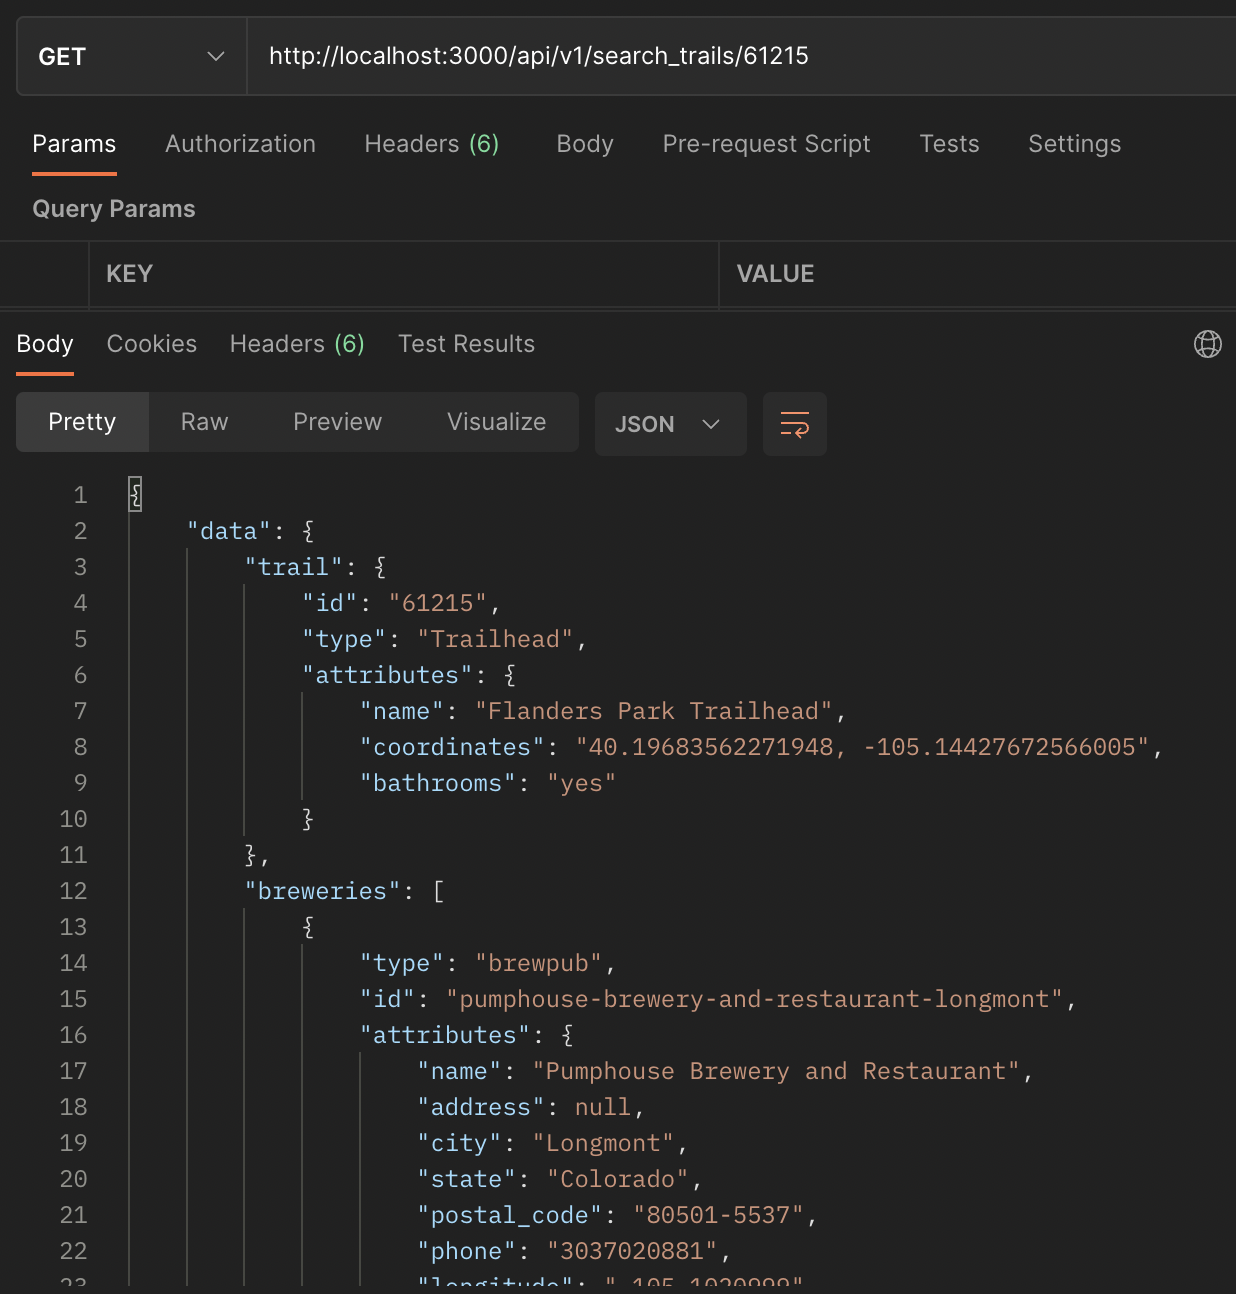 GET http://localhost:3000/api/v1/search_trails/61215
Params Authorization Headers (6) Body Pre-request Script Tests Settings
Query Params
KEY VALUE
Body Cookies Headers (6) Test Results
Pretty Raw Preview Visualize JSON
1 {
2 "data": {
3 "trail": {
4 "id": "61215",
5 "type": "Trailhead",
6 "attributes": {
7 "name": "Flanders Park Trailhead",
8 "coordinates": "40.19683562271948, -105.14427672566005",
9 "bathrooms": "yes"
10 }
11 },
12 "breweries": [
13 {
14 "type": "brewpub",
15 "id": "pumphouse-brewery-and-restaurant-longmont",
16 "attributes": {
17 "name": "Pumphouse Brewery and Restaurant",
18 "address": null,
19 "city": "Longmont",
20 "state": "Colorado",
21 "postal_code": "80501-5537",
22 "phone": "3037020881",
23 "longitude":